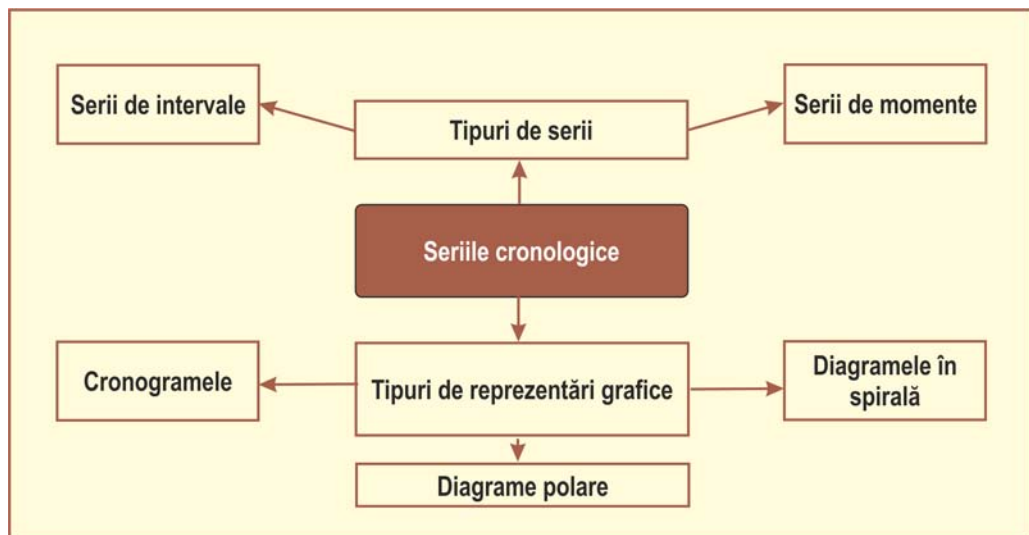 Serii de intervale
Tipuri de serii
Serii de momente
Seriile cronologice
Cronogramele
Tipuri de reprezentări grafice
Diagramele în
spirală
Diagrame polare